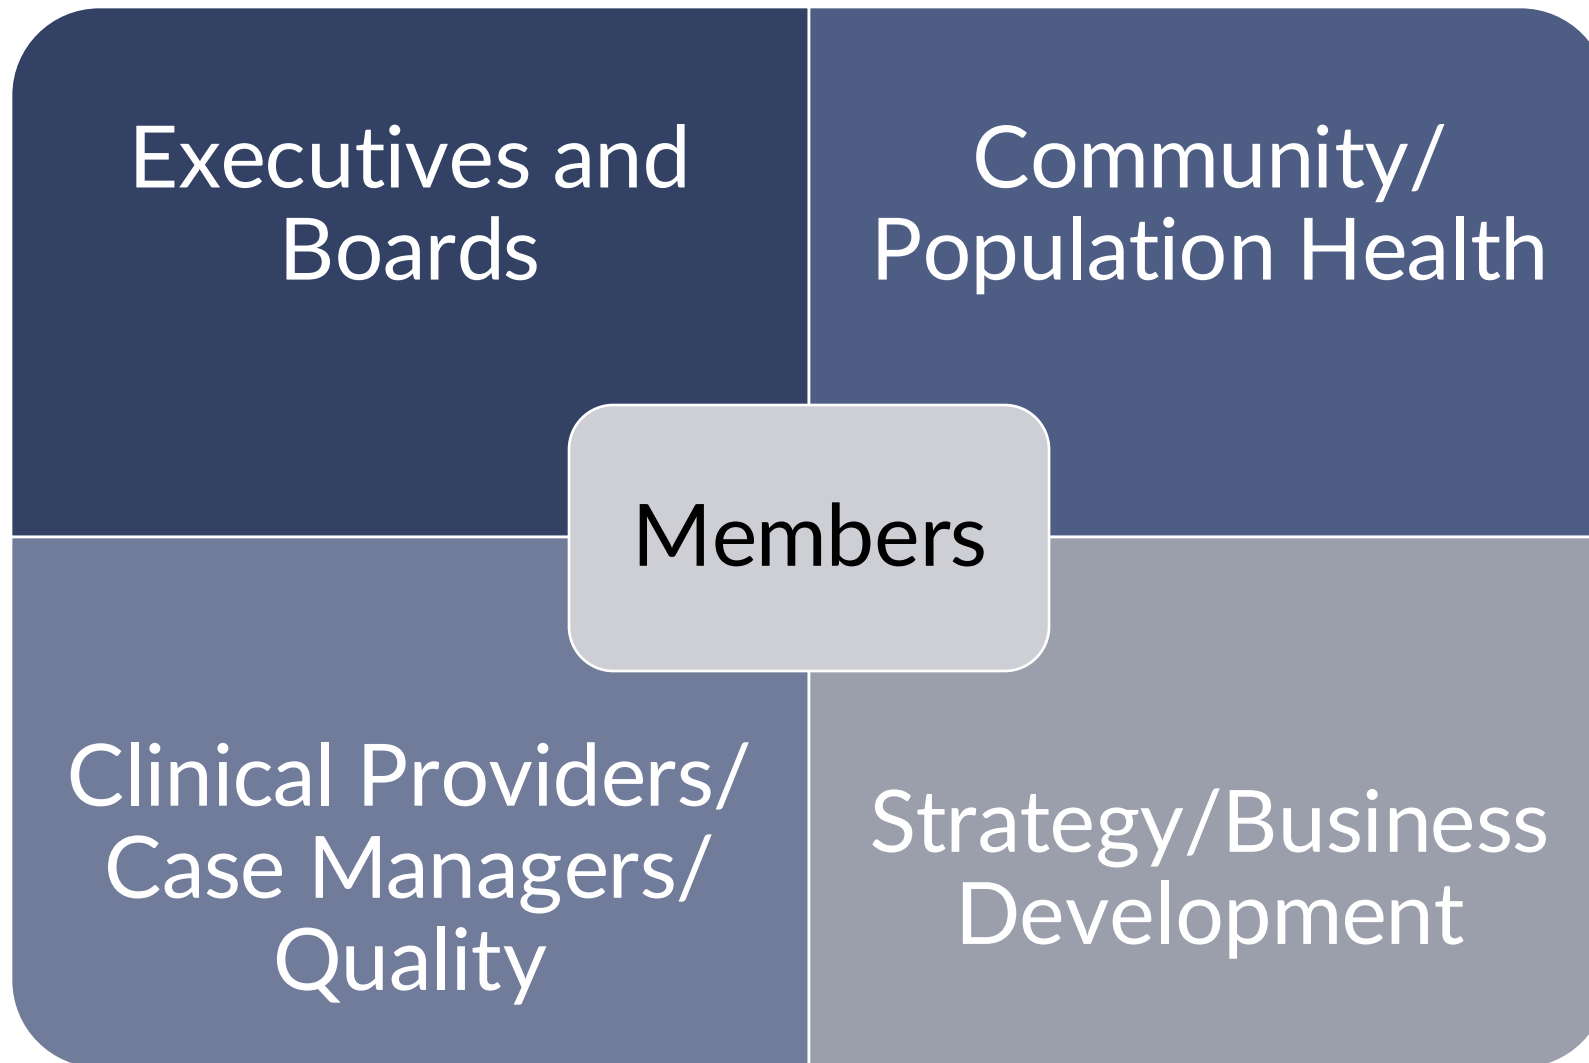 Executives and
Boards
Community/
Population Health
Members
Clinical Providers/
Case Managers/
Quality
Strategy/Business
Development